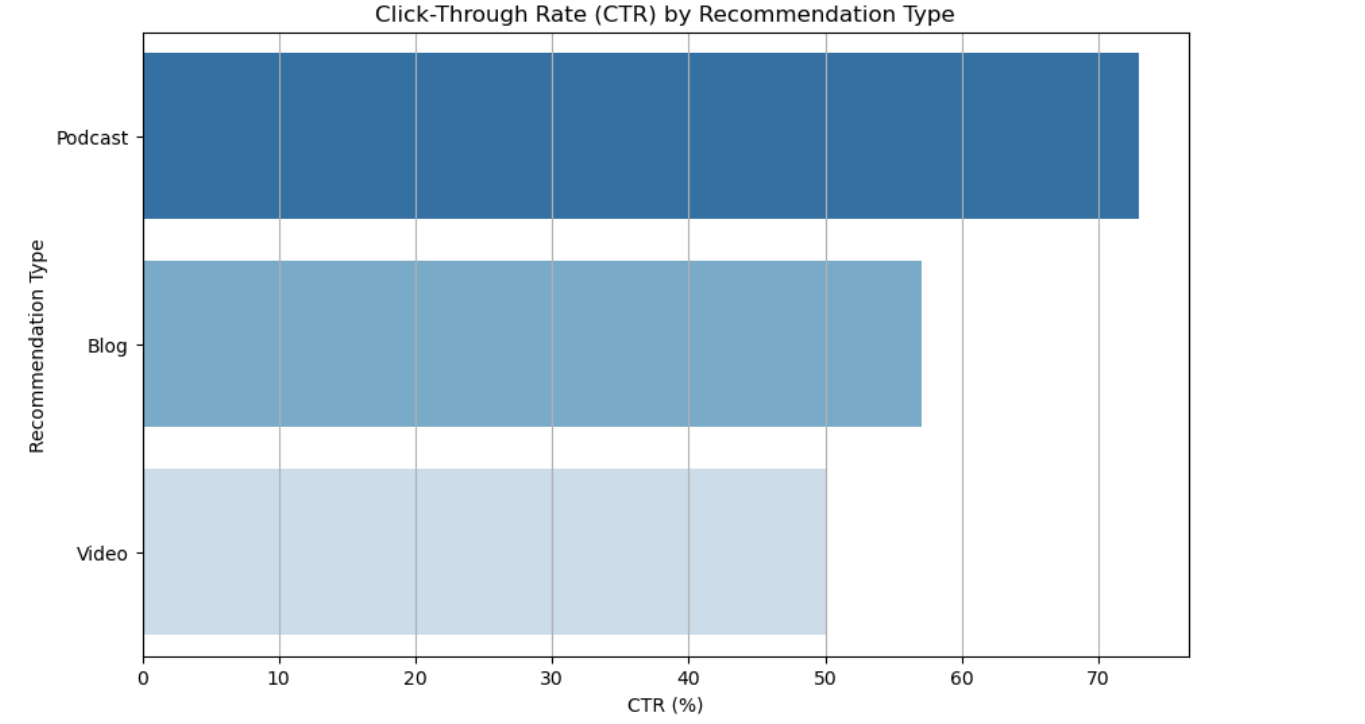 Click-Through Rate (CTR) by Recommendation Type
Recommendation Type
Podcast
Blog
Video
0 10 20 30 40 50 60 70
CTR (%)